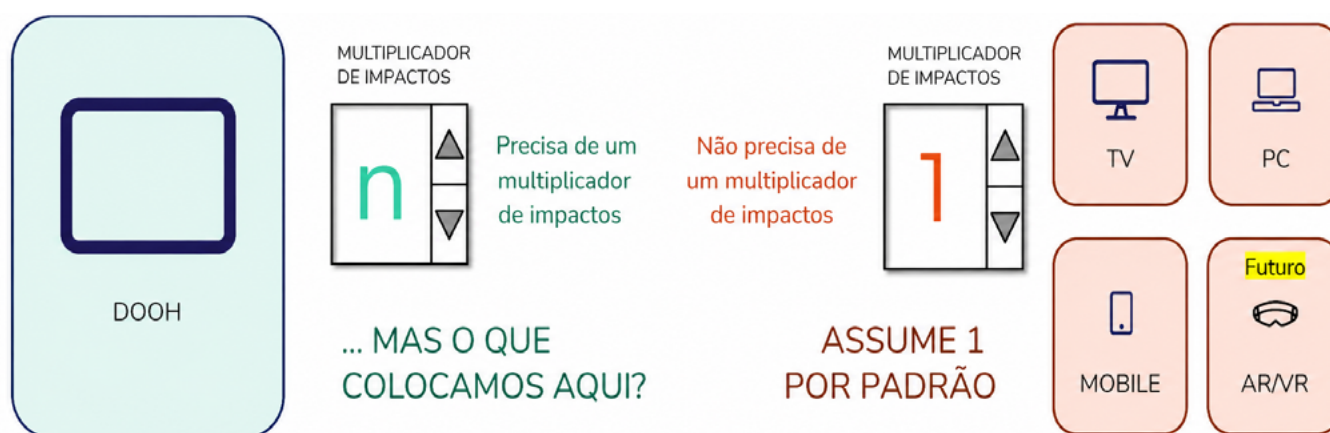 DOOH
MULTIPLICADOR
DE IMPACTOS
n
Precisa de um
multiplicador
de impactos
... MAS O QUE
COLOCAMOS AQUI?
Não precisa de
um multiplicador
de impactos
MULTIPLICADOR
DE IMPACTOS
1
ASSUME 1
POR PADRÃO
TV
PC
MOBILE
Futuro
AR/VR